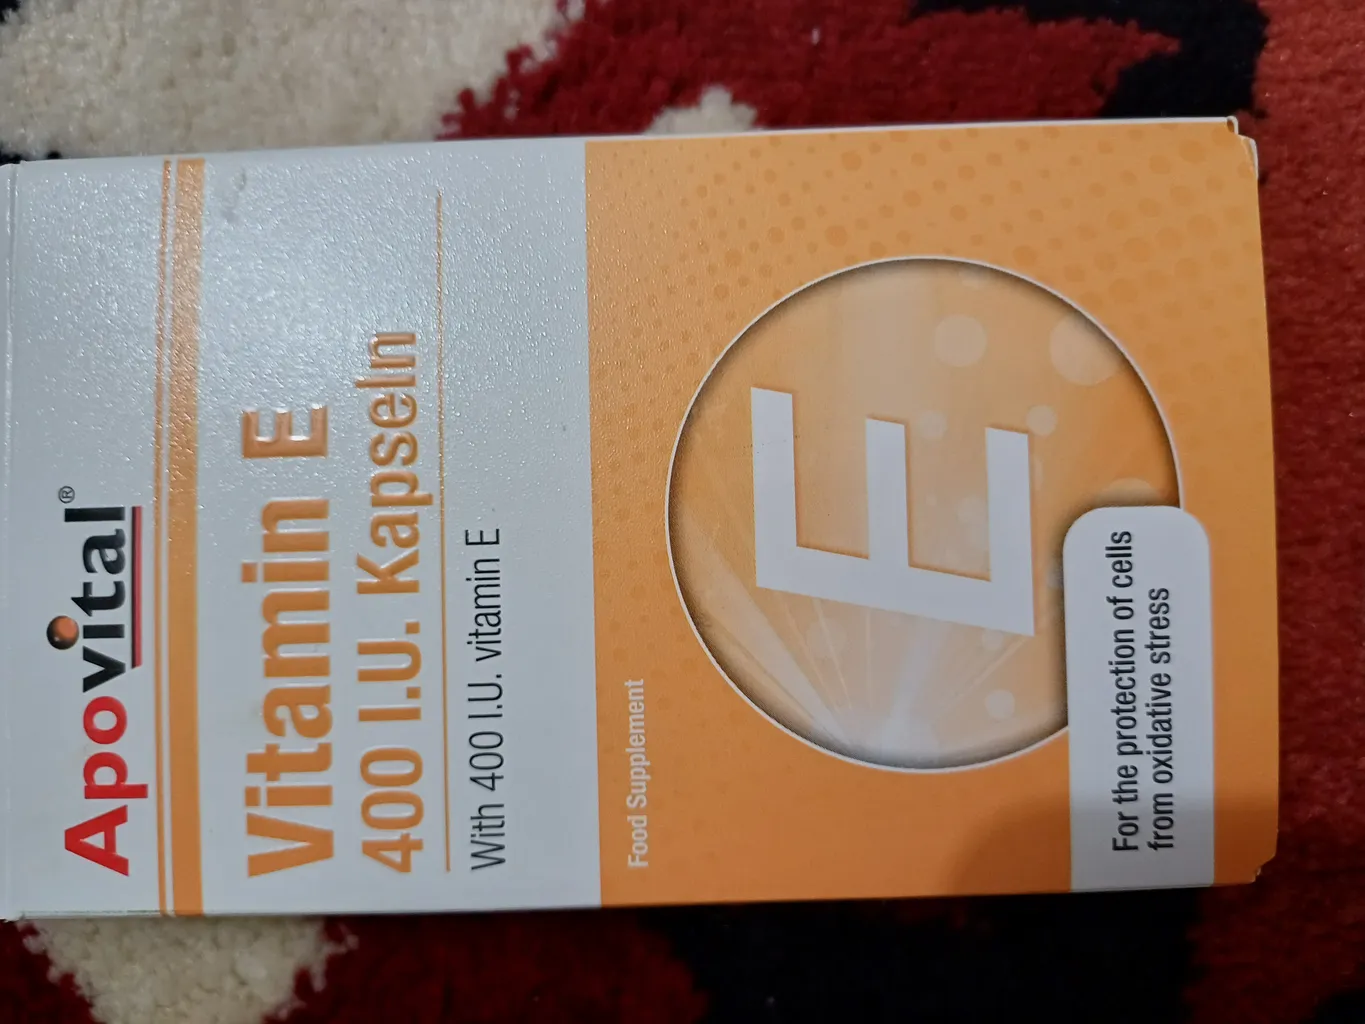 Apovital®
Vitamin E
400 I.U. Kapseln
With 400 I.U. vitamin E
Food Supplement
E
For the protection of cells
from oxidative stress